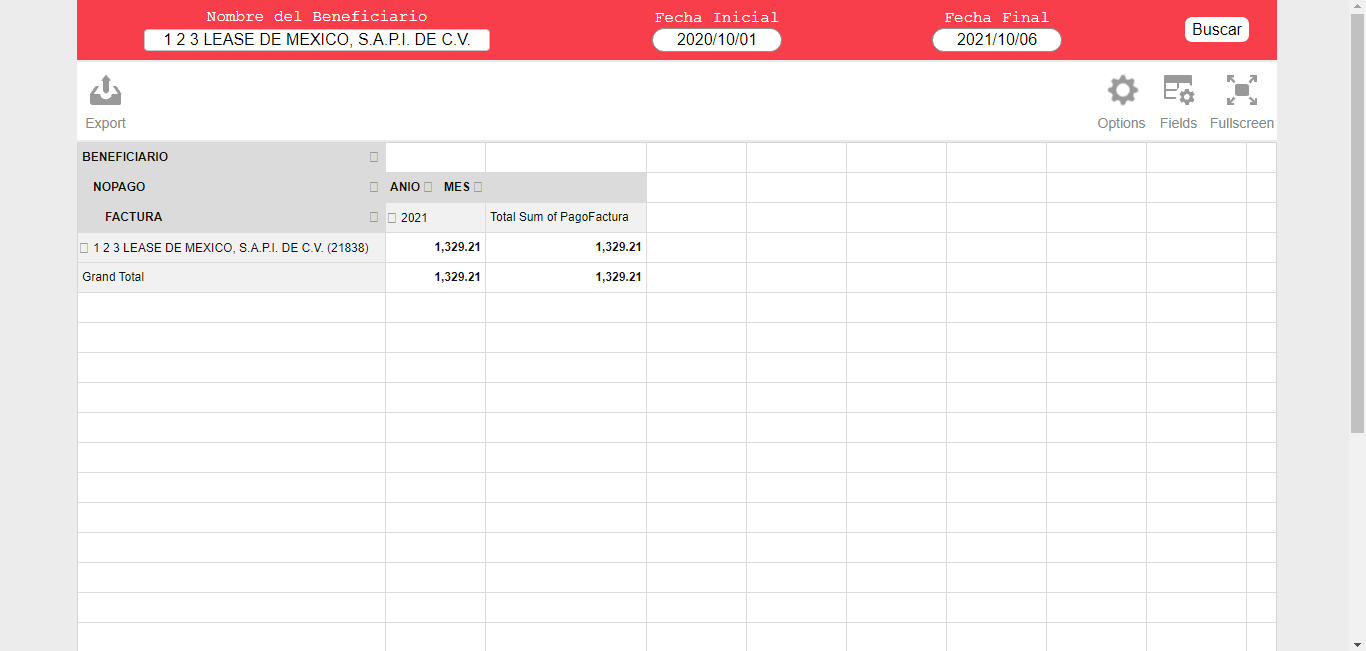 Nombre del Beneficiario
1 2 3 LEASE DE MEXICO, S.A.P.I. DE C.V.
Fecha Inicial
2020/10/01
Fecha Final
2021/10/06
Buscar
Export
Options
Fields
Fullscreen
BENEFICIARIO
NOPAGO
ANIO MES
FACTURA
2021
Total Sum of PagoFactura
1 2 3 LEASE DE MEXICO, S.A.P.I. DE C.V. (21838) 1,329.21 1,329.21
Grand Total 1,329.21 1,329.21